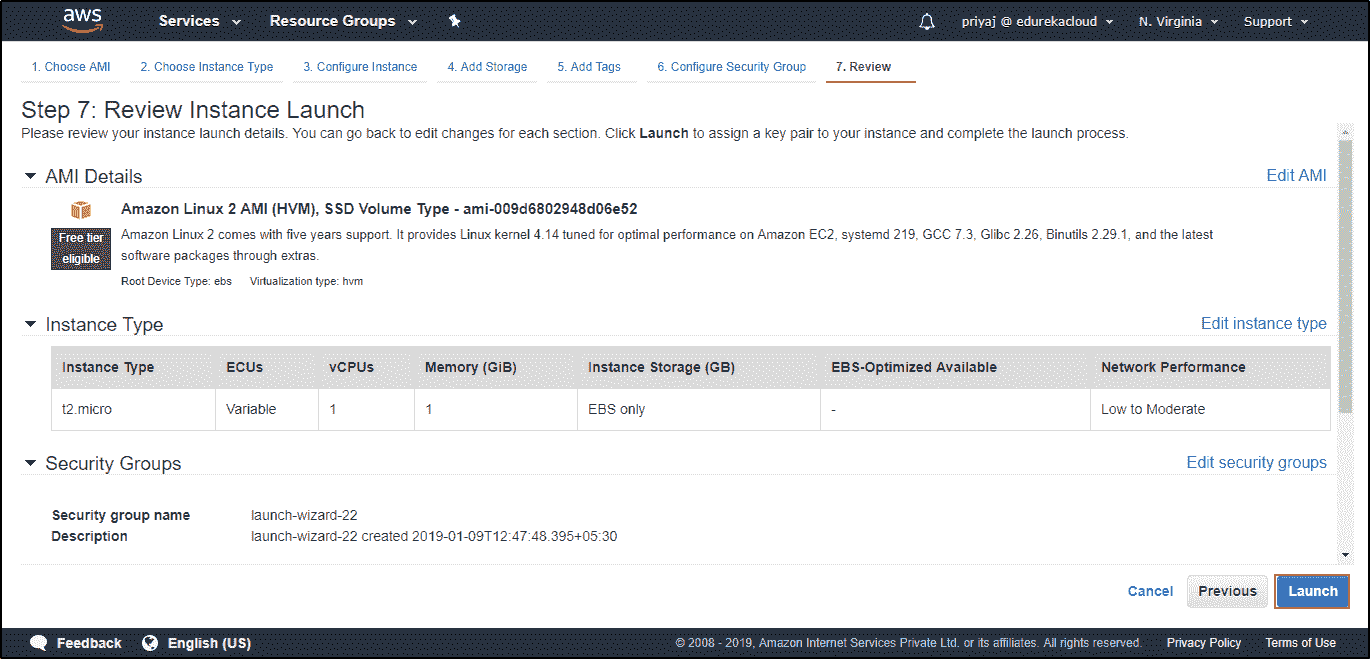 aws Services Resource Groups priyaj @ edurekacloud N. Virginia Support
1. Choose AMI 2. Choose Instance Type 3. Configure Instance 4. Add Storage 5. Add Tags 6. Configure Security Group 7. Review
Step 7: Review Instance Launch
Please review your instance launch details. You can go back to edit changes for each section. Click Launch to assign a key pair to your instance and complete the launch process.
AMI Details Edit AMI
Amazon Linux 2 AMI (HVM), SSD Volume Type - ami-009d6802948d06e52
Free tier
eligible
Amazon Linux 2 comes with five years support. It provides Linux kernel 4.14 tuned for optimal performance on Amazon EC2, systemd 219, GCC 7.3, Glibc 2.26, Binutils 2.29.1, and the latest
software packages through extras.
Root Device Type: ebs Virtualization type: hvm
Instance Type Edit instance type
Instance Type ECUs vCPUs Memory (GiB) Instance Storage (GB) EBS-Optimized Available Network Performance
t2.micro Variable 1 1 EBS only - Low to Moderate
Security Groups Edit security groups
Security group name launch-wizard-22
Description launch-wizard-22 created 2019-01-09T12:47:48.395+05:30
Cancel Previous Launch
Feedback English (US) © 2008 - 2019, Amazon Internet Services Private Ltd. or its affiliates. All rights reserved. Privacy Policy Terms of Use